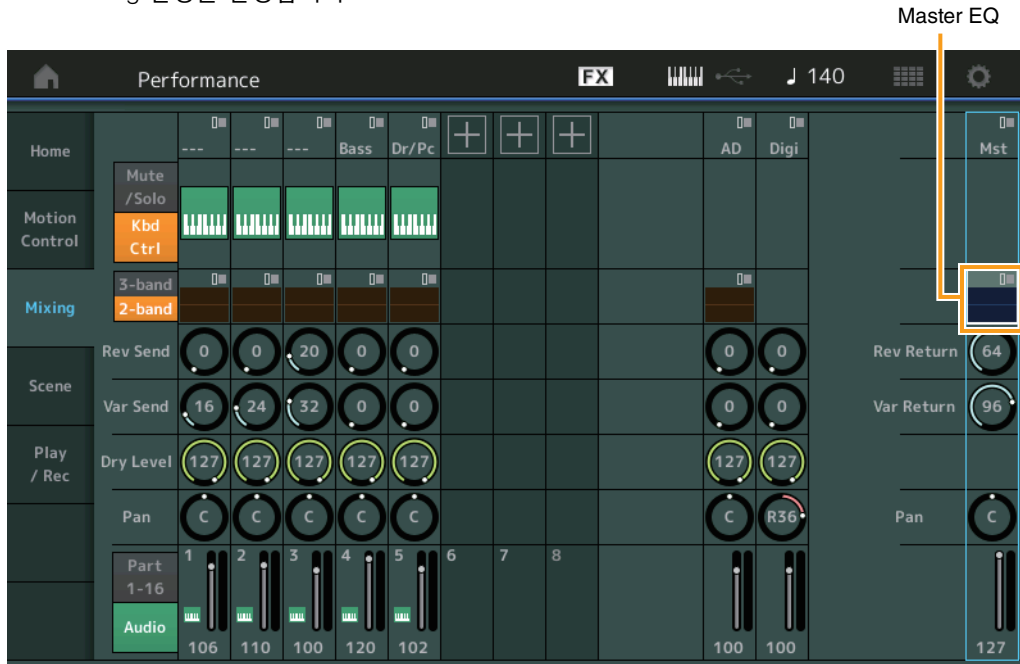 Master EQ
Performance FX 140
Home --- --- --- Bass Dr/Pc AD Digi Mst
Mute
/Solo
Motion
Control
Kbd
Ctrl
Mixing
3-band
2-band
Rev Send 0 0 20 0 0 0 0 Rev Return 64
Scene
Var Send 16 24 32 0 0 0 0 Var Return 96
Play
/ Rec
Dry Level 127 127 127 127 127 127 127
Pan C C C C C C R36 Pan C
1 2 3 4 5 6 7 8
Part
1-16
Audio
106 110 100 120 102 100 100 127